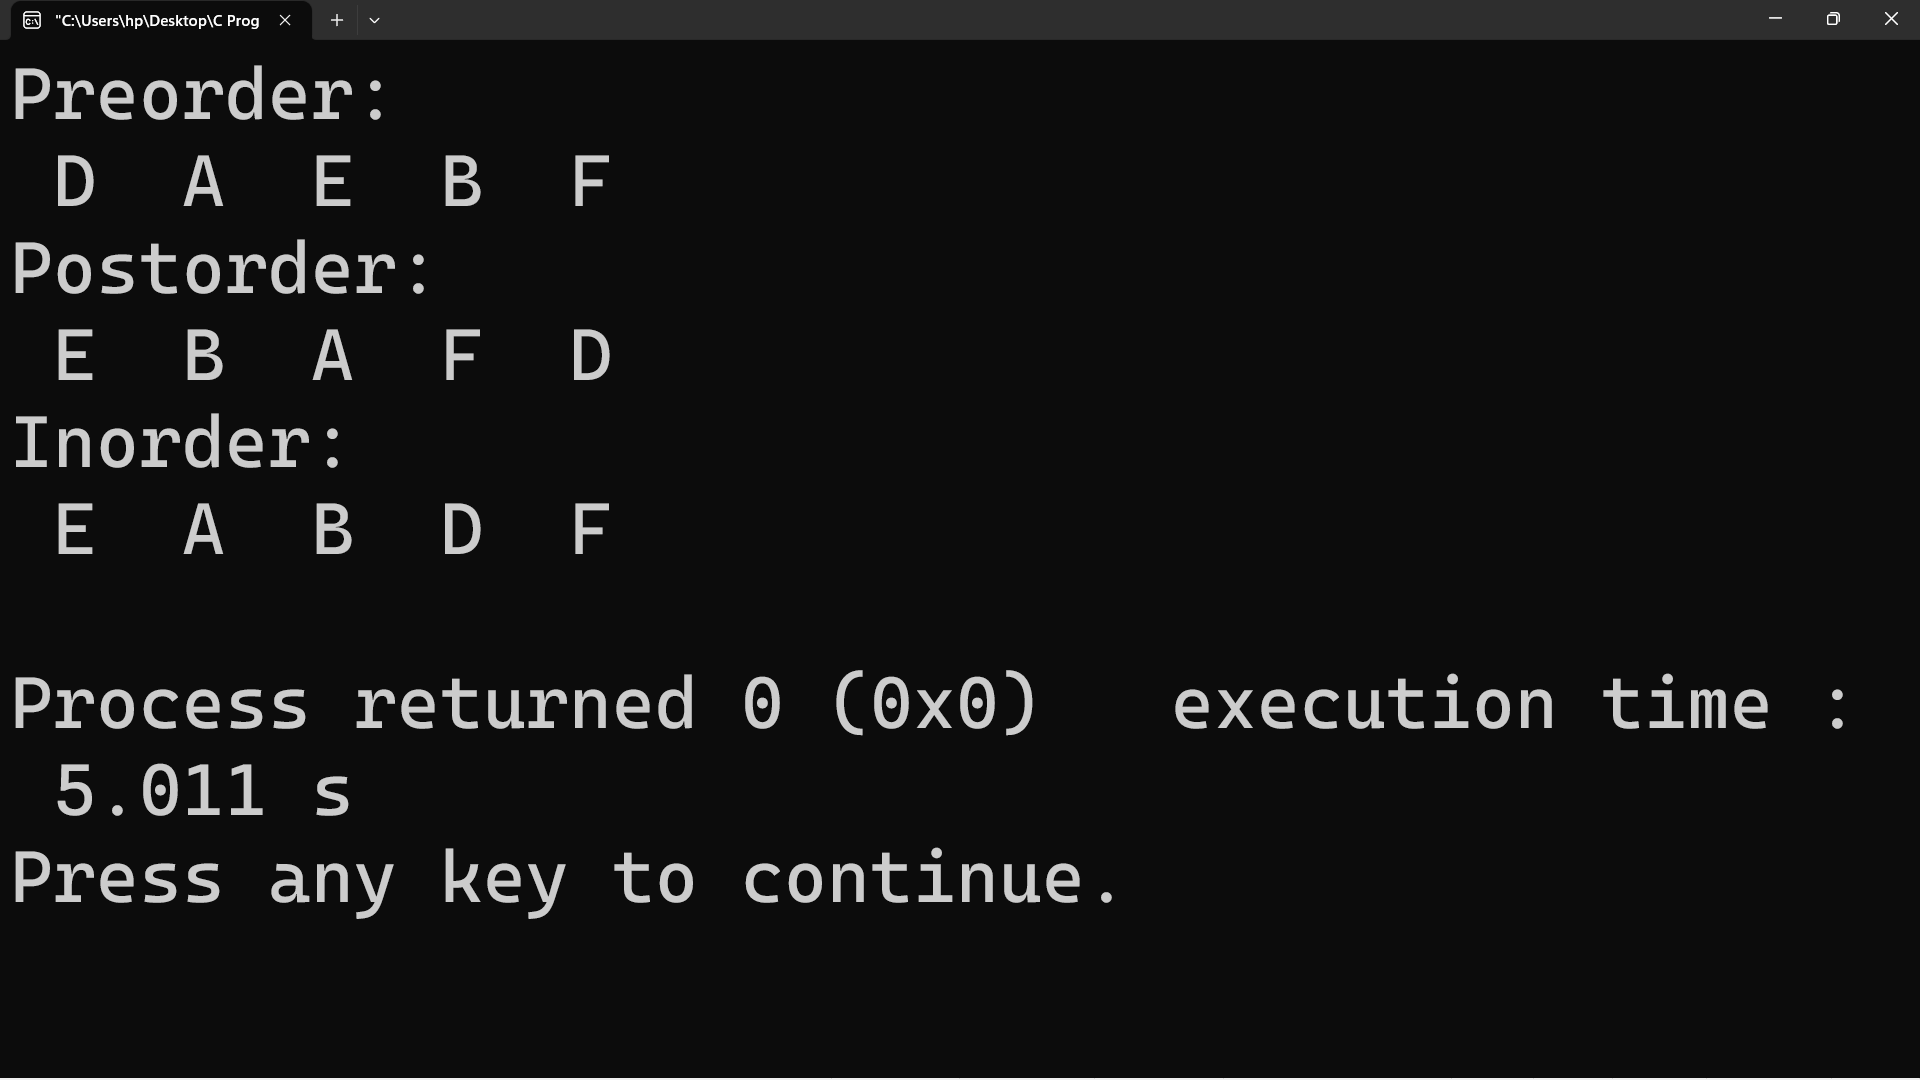 "C:\Users\hp\Desktop\C Prog
Preorder:
D A E B F
Postorder:
E B A F D
Inorder:
E A B D F
Process returned 0 (0x0) execution time :
5.011 s
Press any key to continue.